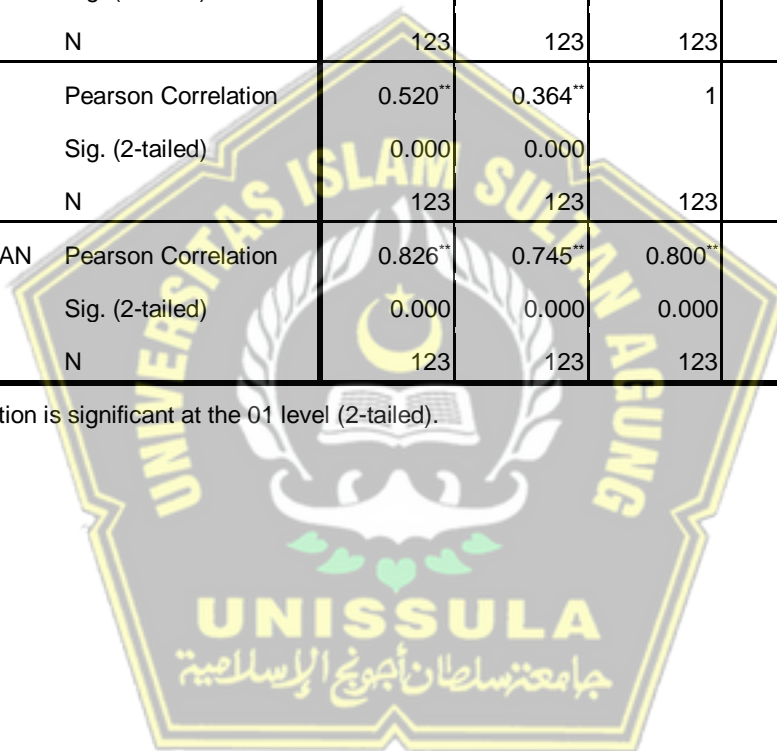 N 123 123 123
Pearson Correlation 0.520** 0.364** 1
Sig. (2-tailed) 0.000 0.000
N 123 123 123
AN Pearson Correlation 0.826** 0.745** 0.800**
Sig. (2-tailed) 0.000 0.000 0.000
N 123 123 123
tion is significant at the 01 level (2-tailed).
UNIVERSITAS ISLAM SULTAN AGUNG
UNISSULA
جامعة سلطان أجونج الإسلامية